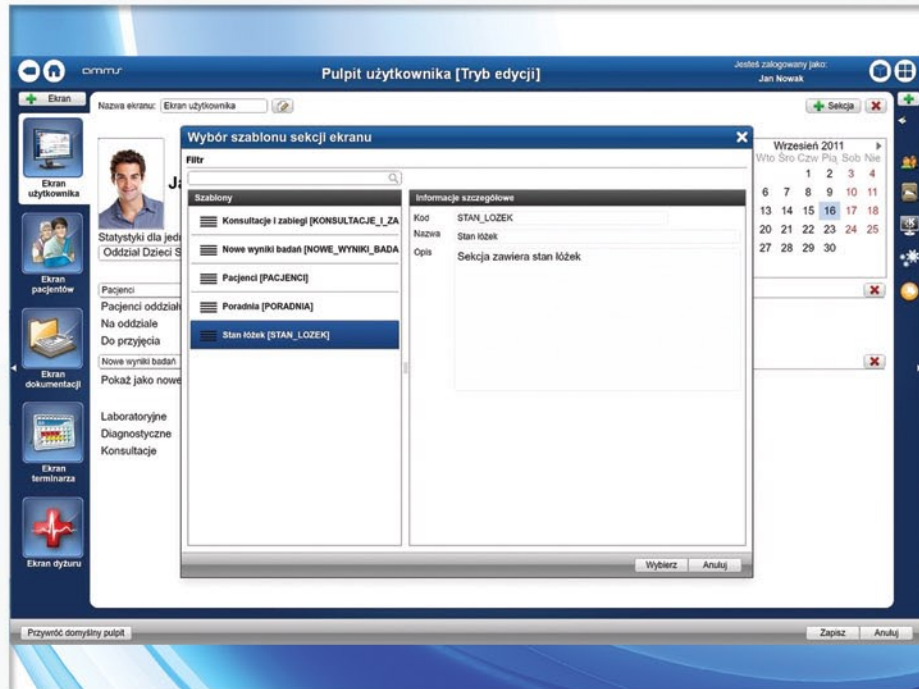 amms
Pulpit użytkownika [Tryb edycji]
Jesteś zalogowany jako:
Jan Nowak
Ekran
Nazwa ekranu: Ekran użytkownika
Sekcja
Ekran
użytkownika
Ekran
pacjentów
Ekran
dokumentacji
Ekran
terminarza
Ekran dyżuru
Statystyki dla jedn
Oddział Dzieci S
Pacjenci
Pacjenci oddziału
Na oddziale
Do przyjęcia
Nowe wyniki badań
Pokaż jako nowe
Laboratoryjne
Diagnostyczne
Konsultacje
Wybór szablonu sekcji ekranu
Filtr
Szablony
Konsultacje i zabiegi [KONSULTACJE_I_ZA
Nowe wyniki badań [NOWE_WYNIKI_BADA
Pacjenci [PACJENCI]
Poradnia [PORADNIA]
Stan łóżek [STAN_LOZEK]
Informacje szczegółowe
Kod STAN_LOZEK
Nazwa Stan łóżek
Opis Sekcja zawiera stan łóżek
Wybierz Anuluj
Wrzesień 2011
Wto Śro Czw Pią Sob Nie
1 2 3 4
6 7 8 9 10 11
13 14 15 16 17 18
20 21 22 23 24 25
27 28 29 30
Przywróć domyślny pulpit
Zapisz Anuluj